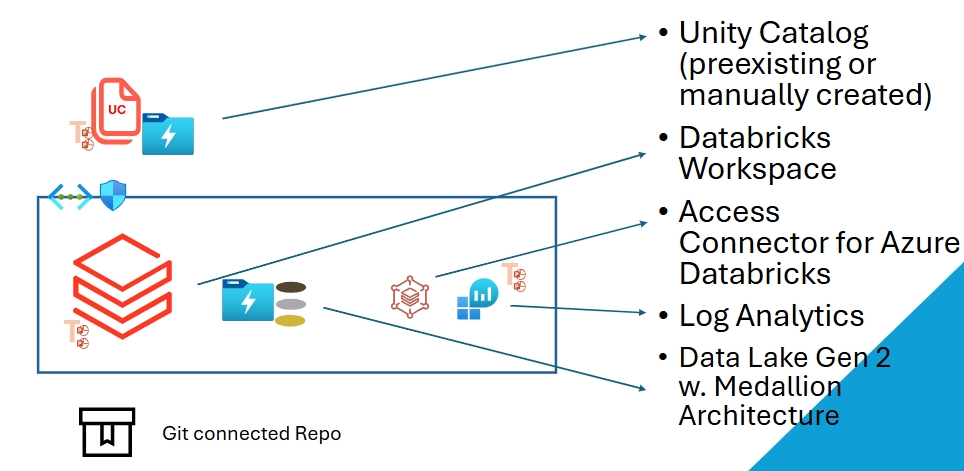 • Unity Catalog
(preexisting or
manually created)
• Databricks
Workspace
• Access
Connector for Azure
Databricks
• Log Analytics
• Data Lake Gen 2
w. Medallion
Architecture
UC
T
T
T
Git connected Repo